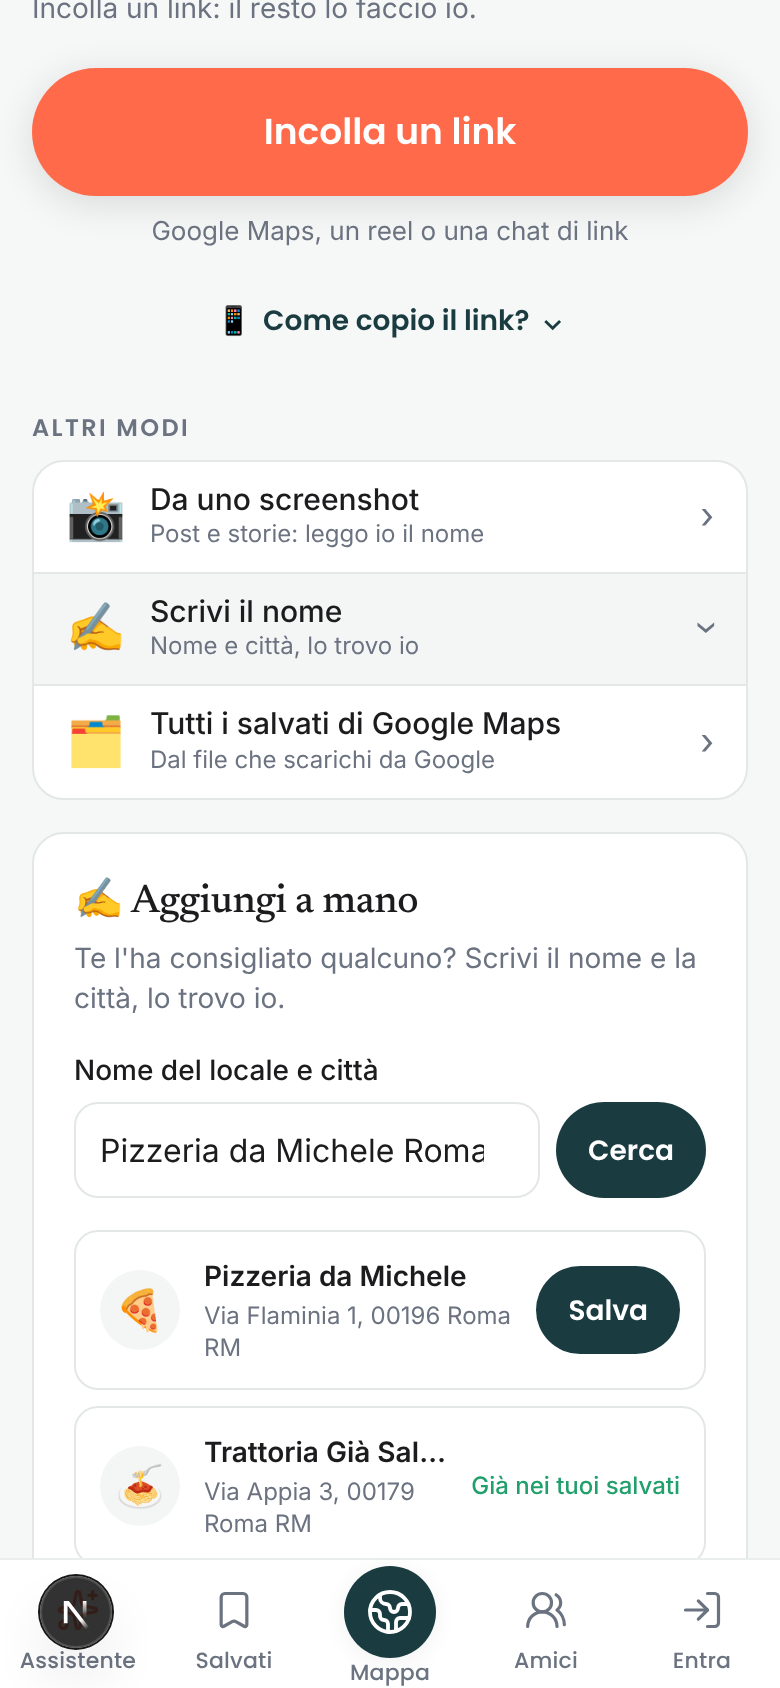 Incolla un link: il resto lo faccio io.
Incolla un link
Google Maps, un reel o una chat di link
Come copio il link?
ALTRI MODI
Da uno screenshot
Post e storie: leggo io il nome
Scrivi il nome
Nome e città, lo trovo io
Tutti i salvati di Google Maps
Dal file che scarichi da Google
Aggiungi a mano
Te l'ha consigliato qualcuno? Scrivi il nome e la
città, lo trovo io.
Nome del locale e città
Pizzeria da Michele Roma
Cerca
Pizzeria da Michele
Via Flaminia 1, 00196 Roma
RM
Salva
Trattoria Già Sal...
Via Appia 3, 00179
Roma RM
Già nei tuoi salvati
N
Assistente
Salvati
Mappa
Amici
Entra